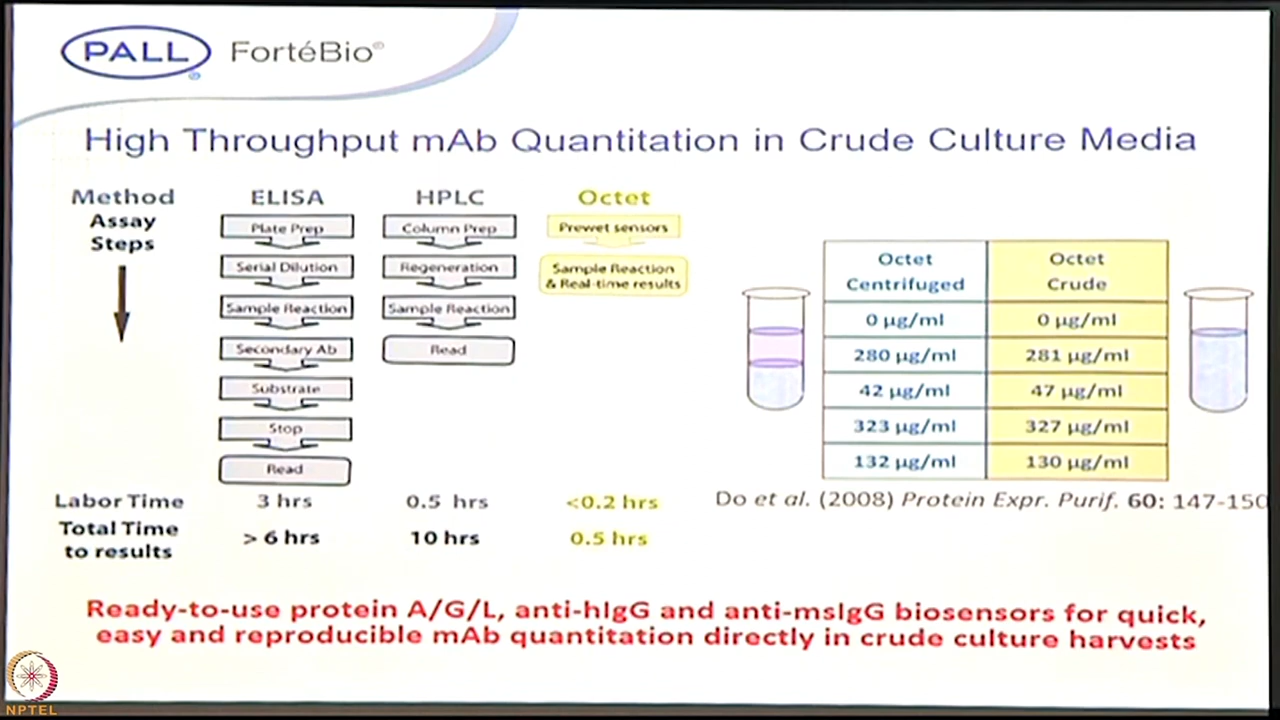 PALL ® FortéBio®
High Throughput mAb Quantitation in Crude Culture Media
Method ELISA HPLC Octet
Assay
Steps
Plate Prep
Serial Dilution
Sample Reaction
Secondary Ab
Substrate
Stop
Read
Column Prep
Regeneration
Sample Reaction
Read
Prewet sensors
Sample Reaction
& Real-time results
Labor Time 3 hrs 0.5 hrs <0.2 hrs
Total Time
to results
> 6 hrs 10 hrs 0.5 hrs
Octet
Centrifuged
Octet
Crude
0 µg/ml 0 µg/ml
280 µg/ml 281 µg/ml
42 µg/ml 47 µg/ml
323 µg/ml 327 µg/ml
132 µg/ml 130 µg/ml
Do et al. (2008) Protein Expr. Purif. 60: 147-150
Ready-to-use protein A/G/L, anti-hIgG and anti-msIgG biosensors for quick,
easy and reproducible mAb quantitation directly in crude culture harvests
NPTEL